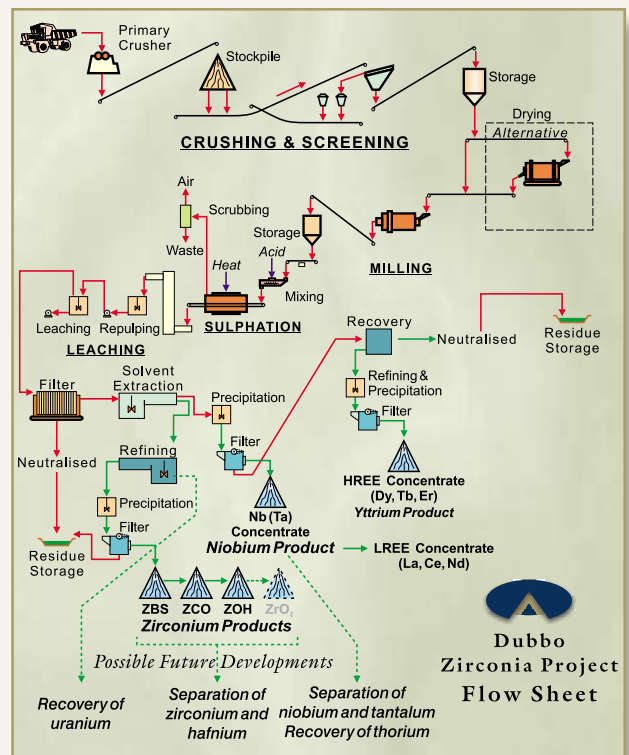 Primary
Crusher
Stockpile
Storage
Drying
Alternative
CRUSHING & SCREENING
Air
Scrubbing
Waste
Storage
Acid
Heat
Mixing
MILLING
SULPHATION
Leaching
Repulping
LEACHING
Recovery
Neutralised
Residue
Storage
Refining &
Precipitation
Filter
HREE Concentrate
(Dy, Tb, Er)
Yttrium Product
Filter
Solvent
Extraction
Precipitation
Filter
Refining
Neutralised
Precipitation
Filter
Residue
Storage
Nb (Ta)
Concentrate
Niobium Product
LREE Concentrate
(La, Ce, Nd)
ZBS ZCO ZOH ZrO₂
Zirconium Products
Possible Future Developments
Recovery of
uranium
Separation of
zirconium and
hafnium
Separation of
niobium and tantalum
Recovery of thorium
Dubbo
Zirconia Project
Flow Sheet